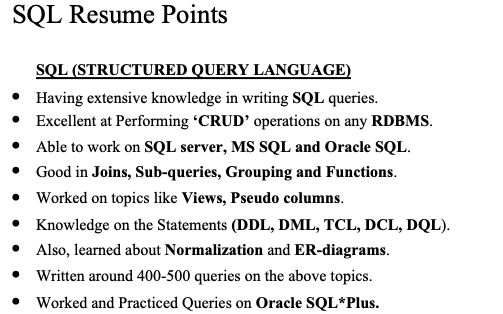 SQL Resume Points
SQL (STRUCTURED QUERY LANGUAGE)
• Having extensive knowledge in writing SQL queries.
• Excellent at Performing ‘CRUD’ operations on any RDBMS.
• Able to work on SQL server, MS SQL and Oracle SQL.
• Good in Joins, Sub-queries, Grouping and Functions.
• Worked on topics like Views, Pseudo columns.
• Knowledge on the Statements (DDL, DML, TCL, DCL, DQL).
• Also, learned about Normalization and ER-diagrams.
• Written around 400-500 queries on the above topics.
• Worked and Practiced Queries on Oracle SQL*Plus.